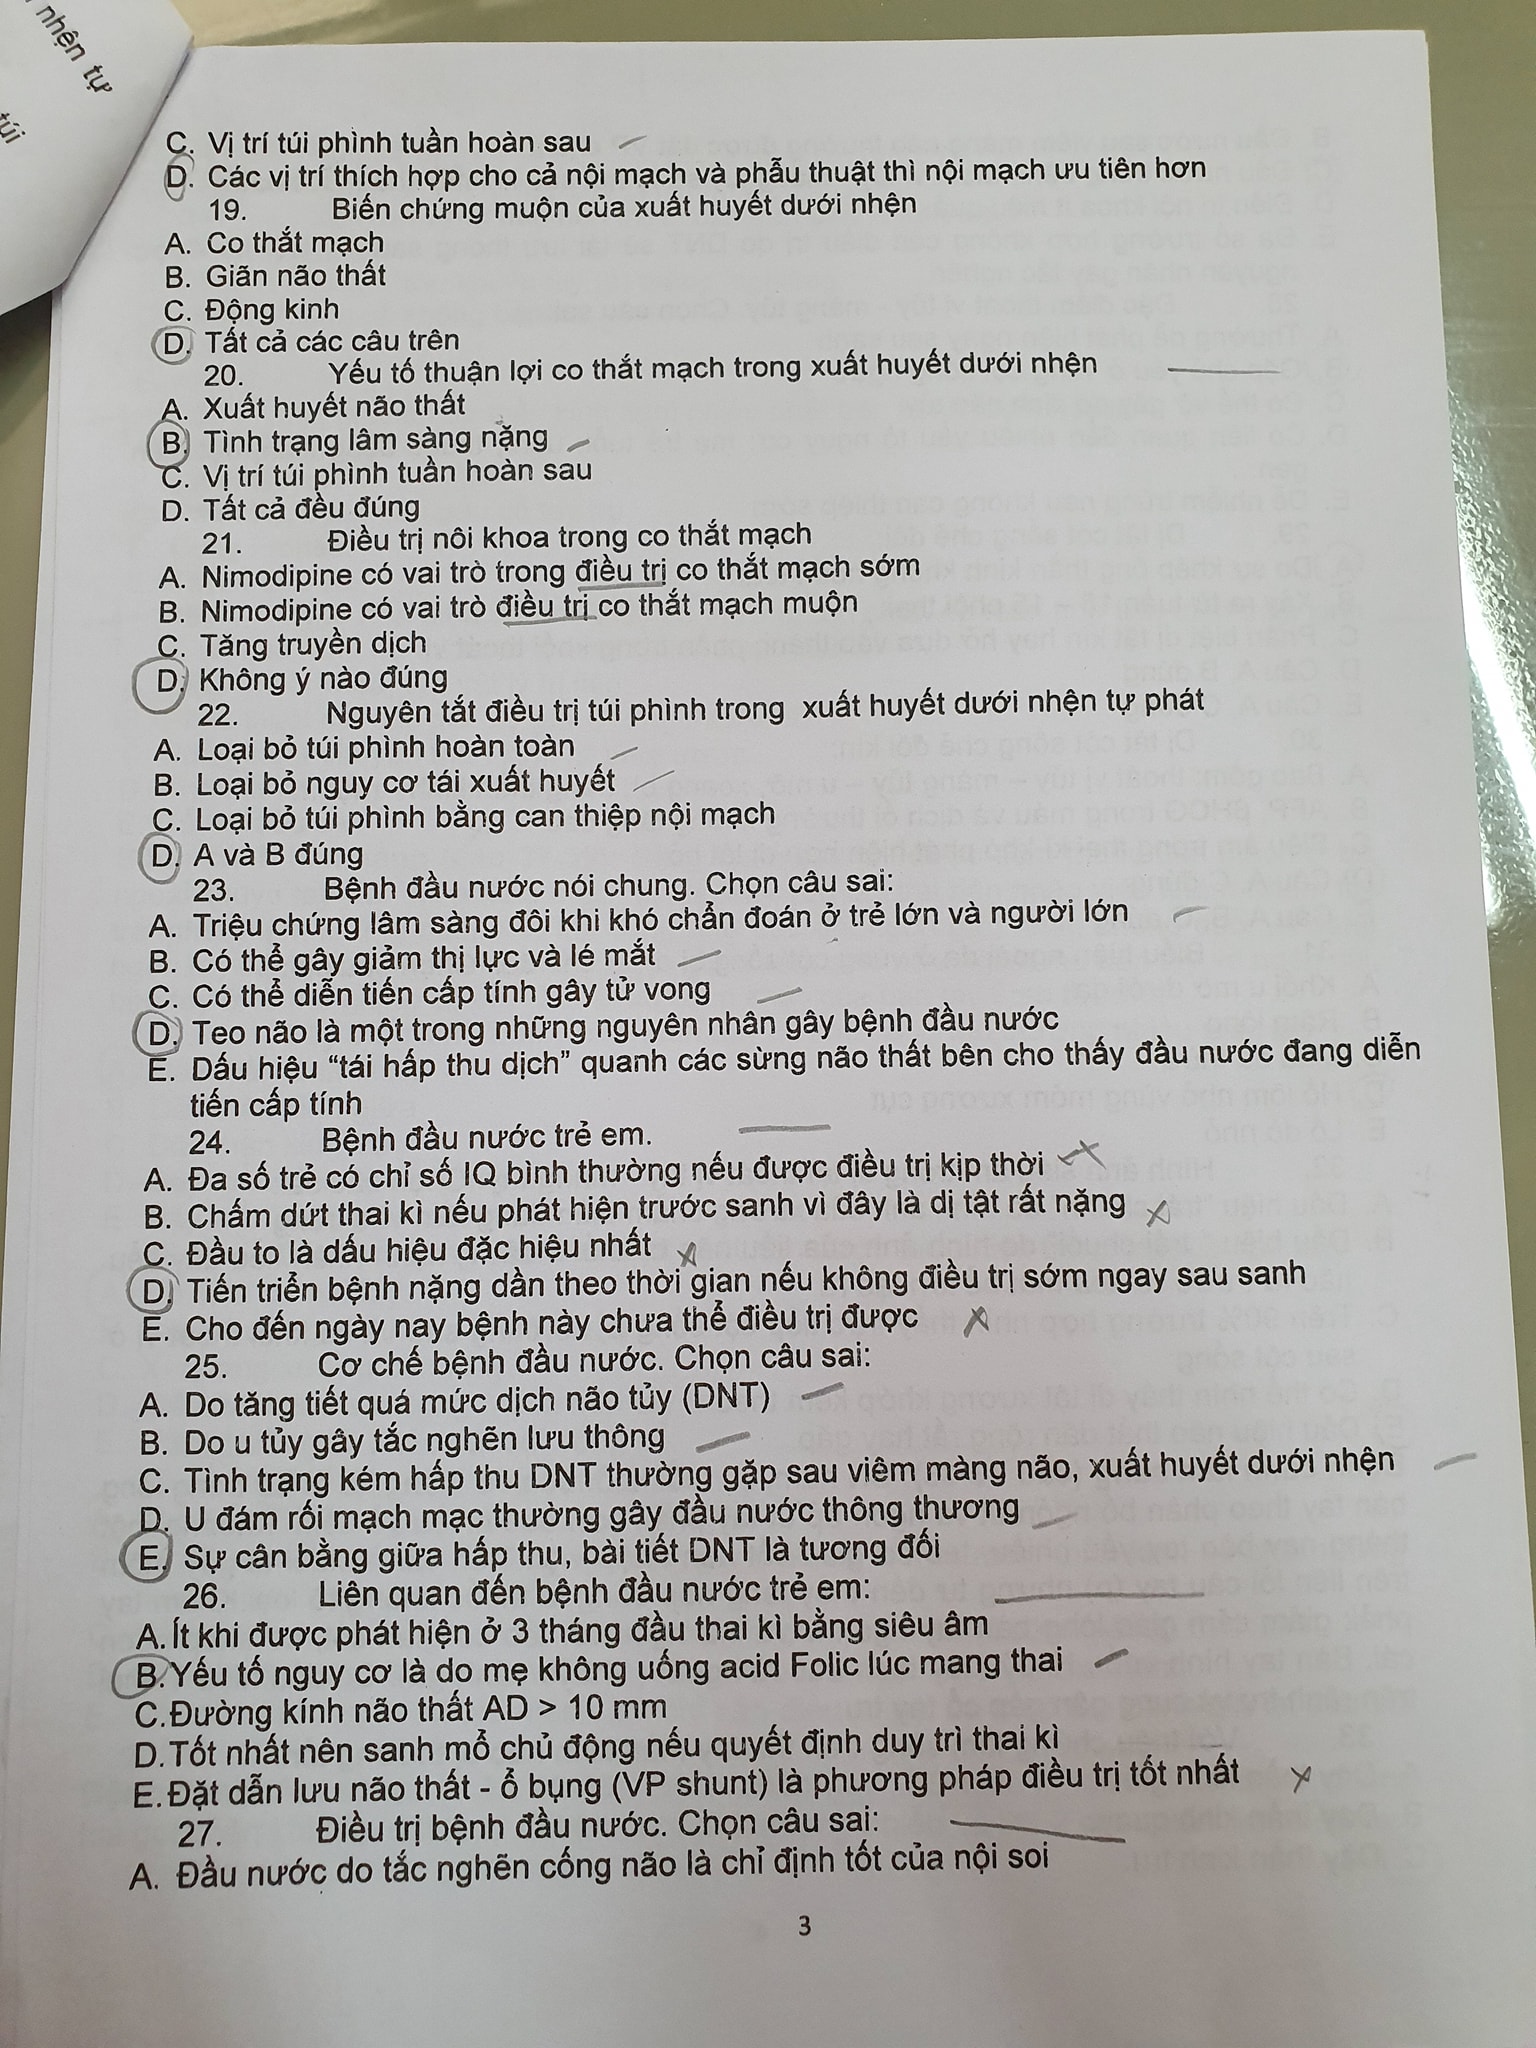 nhện tự
túi
C. Vị trí túi phình tuần hoàn sau
D. Các vị trí thích hợp cho cả nội mạch và phẫu thuật thì nội mạch ưu tiên hơn
19. Biến chứng muộn của xuất huyết dưới nhện
A. Co thắt mạch
B. Giãn não thất
C. Động kinh
D. Tất cả các câu trên
20. Yếu tố thuận lợi co thắt mạch trong xuất huyết dưới nhện
A. Xuất huyết não thất
B. Tình trạng lâm sàng nặng
C. Vị trí túi phình tuần hoàn sau
D. Tất cả đều đúng
21. Điều trị nôi khoa trong co thắt mạch
A. Nimodipine có vai trò trong điều trị co thắt mạch sớm
B. Nimodipine có vai trò điều trị co thắt mạch muộn
C. Tăng truyền dịch
D. Không ý nào đúng
22. Nguyên tắt điều trị túi phình trong xuất huyết dưới nhện tự phát
A. Loại bỏ túi phình hoàn toàn
B. Loại bỏ nguy cơ tái xuất huyết
C. Loại bỏ túi phình bằng can thiệp nội mạch
D. A và B đúng
23. Bệnh đầu nước nói chung. Chọn câu sai:
A. Triệu chứng lâm sàng đôi khi khó chẩn đoán ở trẻ lớn và người lớn
B. Có thể gây giảm thị lực và lé mắt
C. Có thể diễn tiến cấp tính gây tử vong
D. Teo não là một trong những nguyên nhân gây bệnh đầu nước
E. Dấu hiệu “tái hấp thu dịch” quanh các sừng não thất bên cho thấy đầu nước đang diễn
tiến cấp tính
24. Bệnh đầu nước trẻ em.
A. Đa số trẻ có chỉ số IQ bình thường nếu được điều trị kịp thời
B. Chấm dứt thai kì nếu phát hiện trước sanh vì đây là dị tật rất nặng
C. Đầu to là dấu hiệu đặc hiệu nhất
D. Tiến triển bệnh nặng dần theo thời gian nếu không điều trị sớm ngay sau sanh
E. Cho đến ngày nay bệnh này chưa thể điều trị được
25. Cơ chế bệnh đầu nước. Chọn câu sai:
A. Do tăng tiết quá mức dịch não tủy (DNT)
B. Do u tủy gây tắc nghẽn lưu thông
C. Tình trạng kém hấp thu DNT thường gặp sau viêm màng não, xuất huyết dưới nhện
D. U đám rối mạch mạc thường gây đầu nước thông thương
E. Sự cân bằng giữa hấp thu, bài tiết DNT là tương đối
26. Liên quan đến bệnh đầu nước trẻ em:
A. Ít khi được phát hiện ở 3 tháng đầu thai kì bằng siêu âm
B. Yếu tố nguy cơ là do mẹ không uống acid Folic lúc mang thai
C. Đường kính não thất AD > 10 mm
D. Tốt nhất nên sanh mổ chủ động nếu quyết định duy trì thai kì
E. Đặt dẫn lưu não thất - ổ bụng (VP shunt) là phương pháp điều trị tốt nhất
27. Điều trị bệnh đầu nước. Chọn câu sai:
A. Đầu nước do tắc nghẽn cống não là chỉ định tốt của nội soi
3